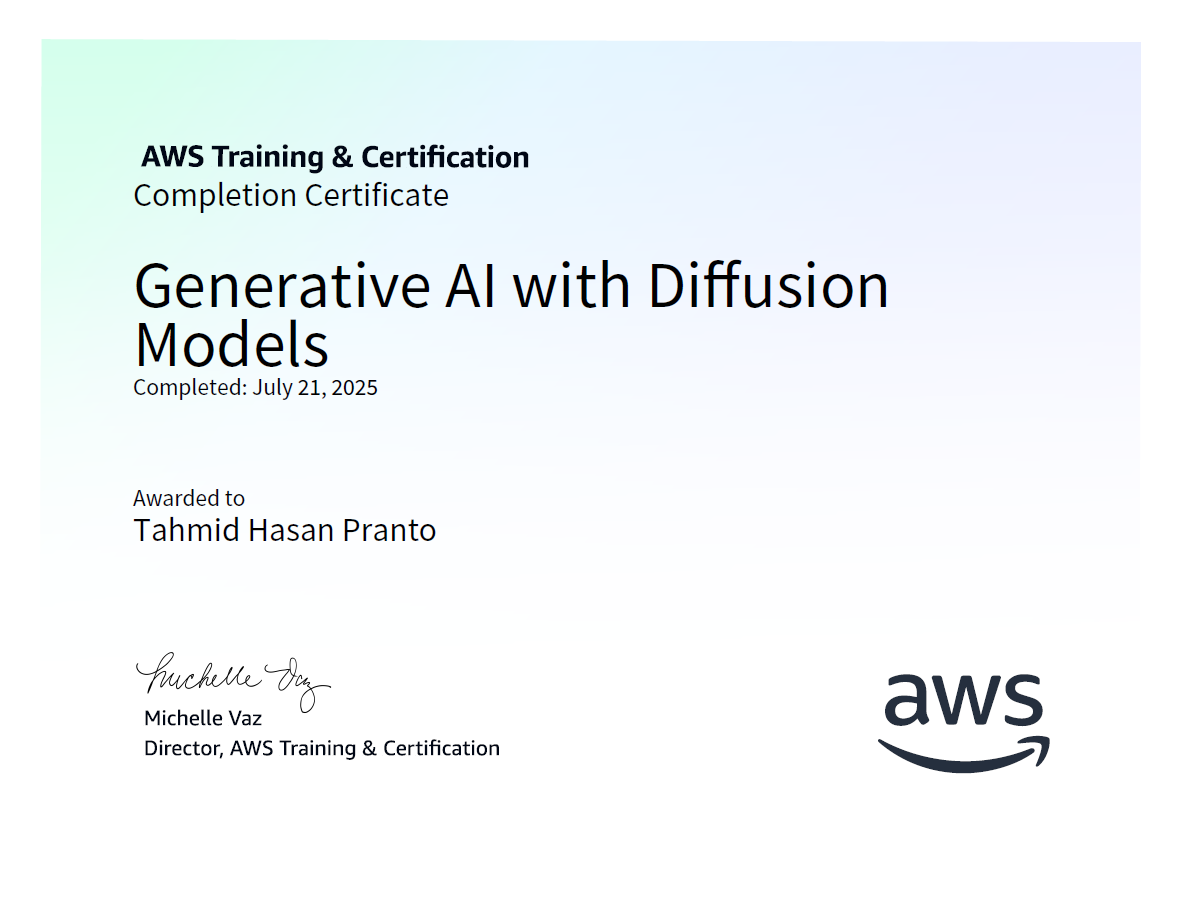 AWS Training & Certification
Completion Certificate
Generative AI with Diffusion
Models
Completed: July 21, 2025
Awarded to
Tahmid Hasan Pranto
Michelle Vaz
Michelle Vaz
Director, AWS Training & Certification
aws